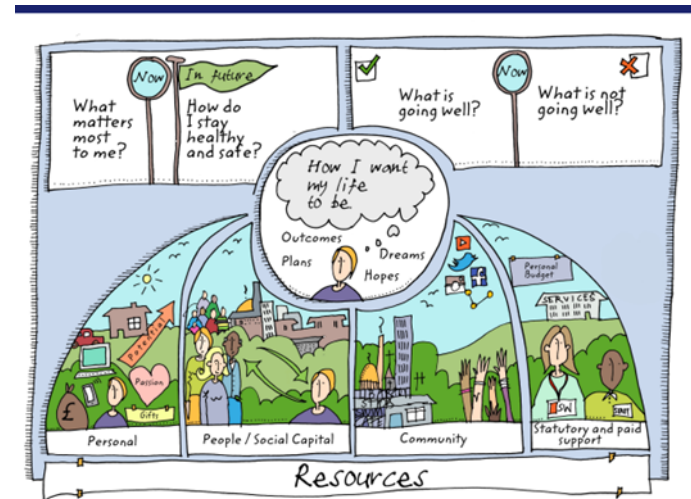 Now
In future
What
matters
most
to me?
How do
I stay
healthy
and safe?
What is
going well?
Now
What is not
going well?
How I want
my life
to be
Outcomes
Plans
Dreams
Hopes
Potential
Passion
Gifts
£
Personal
People / Social Capital
Community
Personal
Budget
SERVICES
SW
Statutory and paid
support
Resources